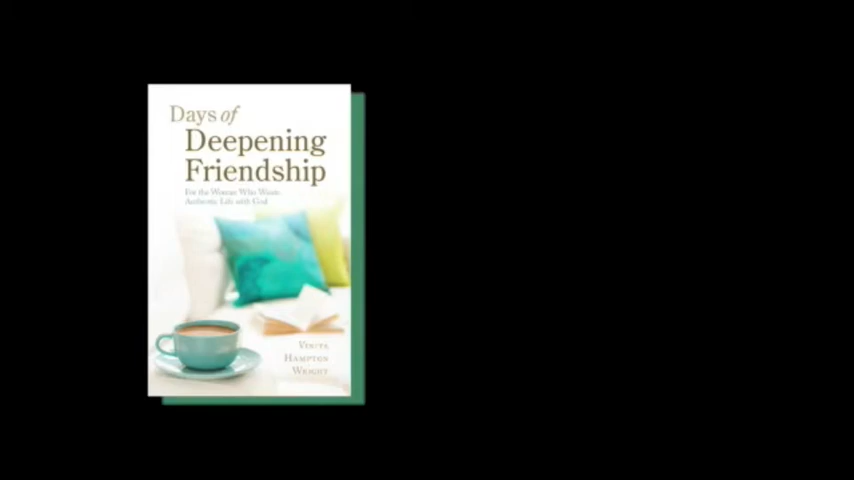 Days of
Deepening
Friendship
For the Woman Who Wants
Authentic Life with God
Vinita
Hampton
Wright